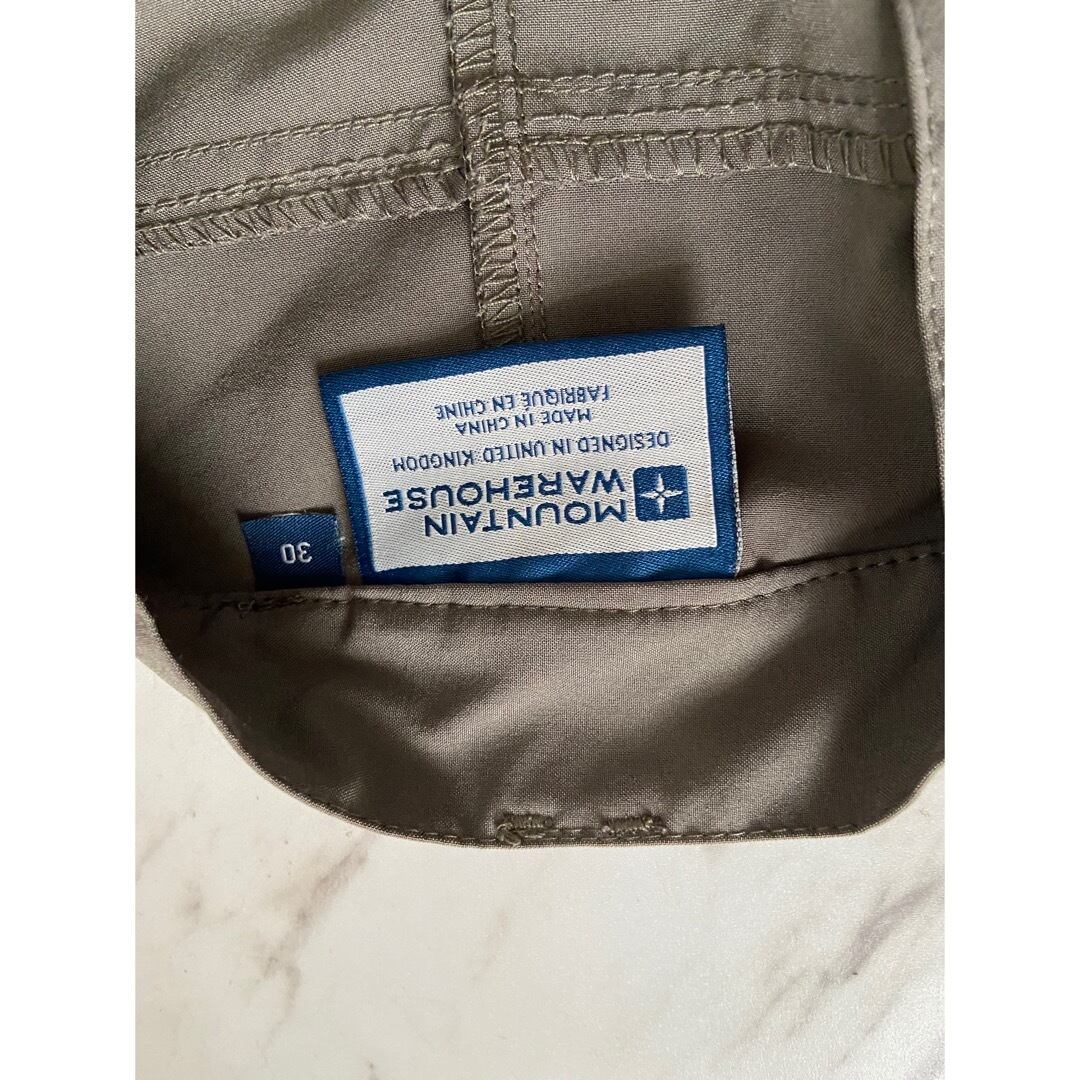 MOUNTAIN
WAREHOUSE
DESIGNED IN UNITED KINGDOM
MADE IN CHINA
FABRIQUÉ EN CHINE
30